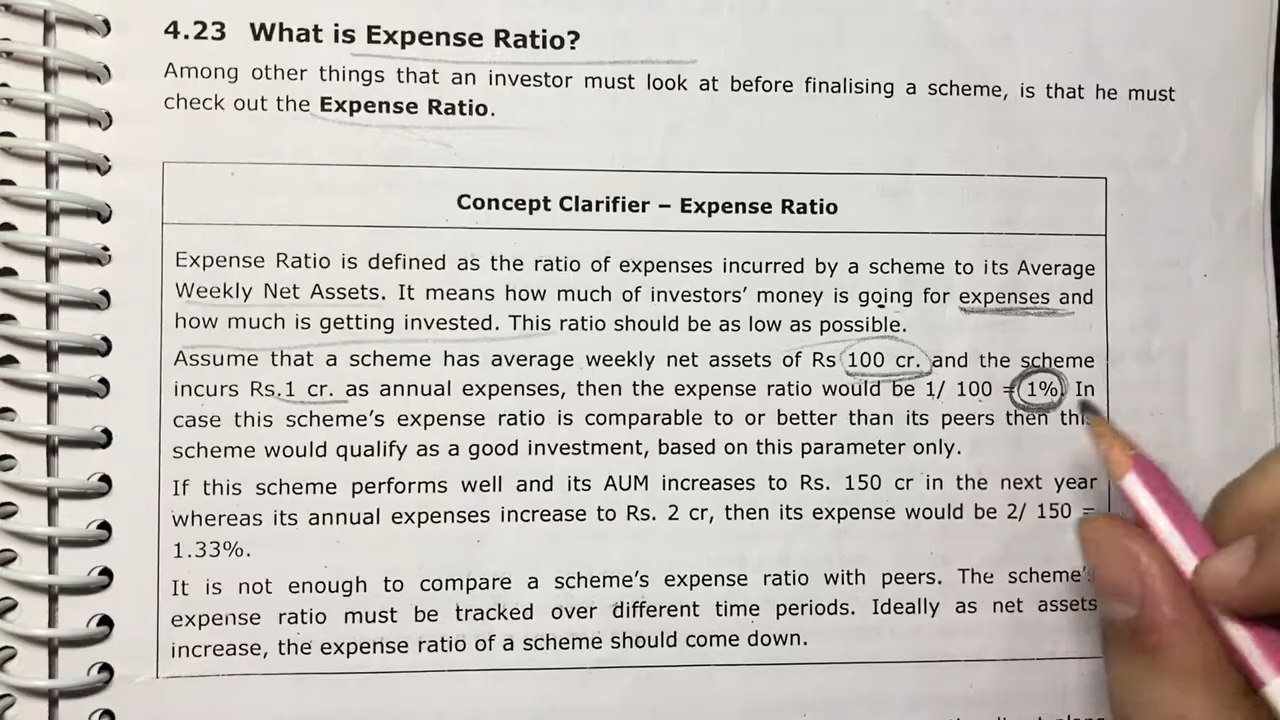 4.23 What is Expense Ratio?
Among other things that an investor must look at before finalising a scheme, is that he must
check out the Expense Ratio.
Concept Clarifier – Expense Ratio
Expense Ratio is defined as the ratio of expenses incurred by a scheme to its Average
Weekly Net Assets. It means how much of investors’ money is going for expenses and
how much is getting invested. This ratio should be as low as possible.
Assume that a scheme has average weekly net assets of Rs 100 cr. and the scheme
incurs Rs.1 cr. as annual expenses, then the expense ratio would be 1/ 100 = 1%. In
case this scheme’s expense ratio is comparable to or better than its peers then
scheme would qualify as a good investment, based on this parameter only.
If this scheme performs well and its AUM increases to Rs. 150 cr in the next year
whereas its annual expenses increase to Rs. 2 cr, then its expense would be 2/ 150 =
1.33%.
It is not enough to compare a scheme’s expense ratio with peers. The scheme’s
expense ratio must be tracked over different time periods. Ideally as net assets
increase, the expense ratio of a scheme should come down.